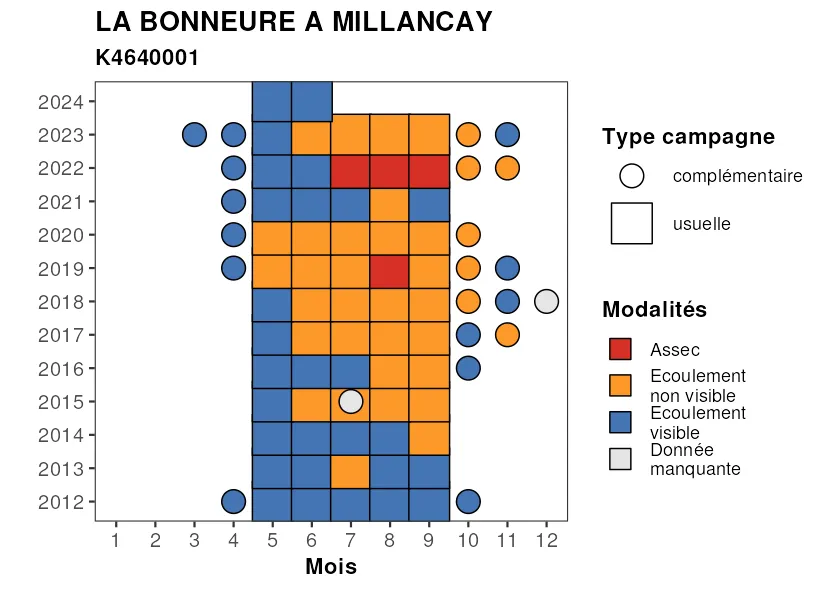 LA BONNEURE A MILLANCAY
K4640001
2024
2023
2022
2021
2020
2019
2018
2017
2016
2015
2014
2013
2012
1 2 3 4 5 6 7 8 9 10 11 12
Mois
Type campagne
complémentaire
usuelle
Modalités
Assec
Ecoulement
non visible
Ecoulement
visible
Donnée
manquante